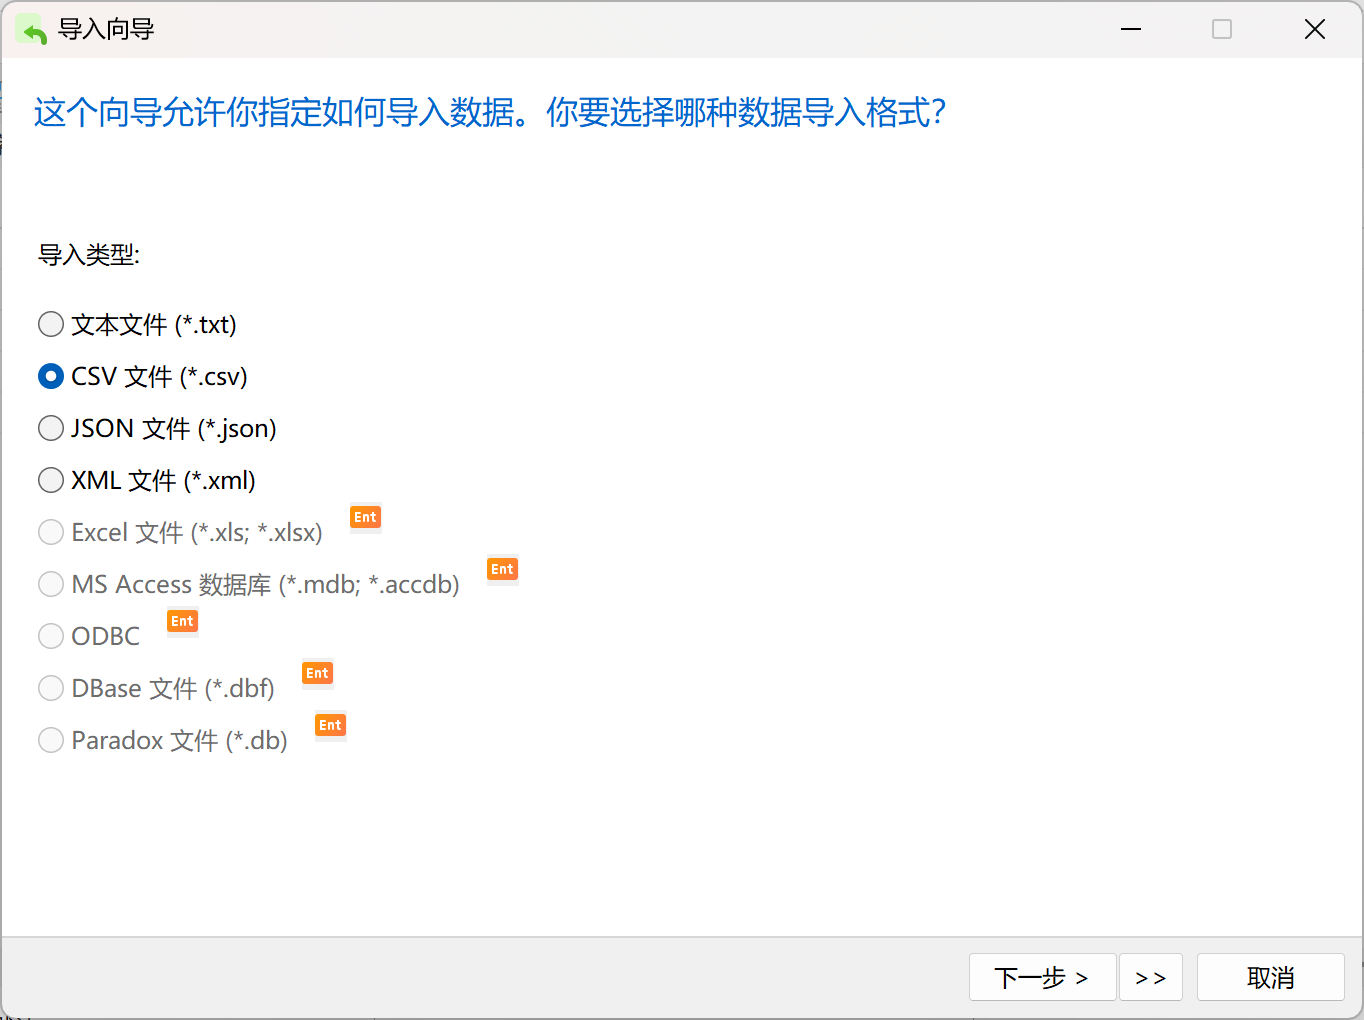 导入向导
这个向导允许你指定如何导入数据。你要选择哪种数据导入格式？
导入类型:
文本文件 (*.txt)
CSV 文件 (*.csv)
JSON 文件 (*.json)
XML 文件 (*.xml)
Excel 文件 (*.xls; *.xlsx) Ent
MS Access 数据库 (*.mdb; *.accdb) Ent
ODBC Ent
DBase 文件 (*.dbf) Ent
Paradox 文件 (*.db) Ent
下一步 > >> 取消